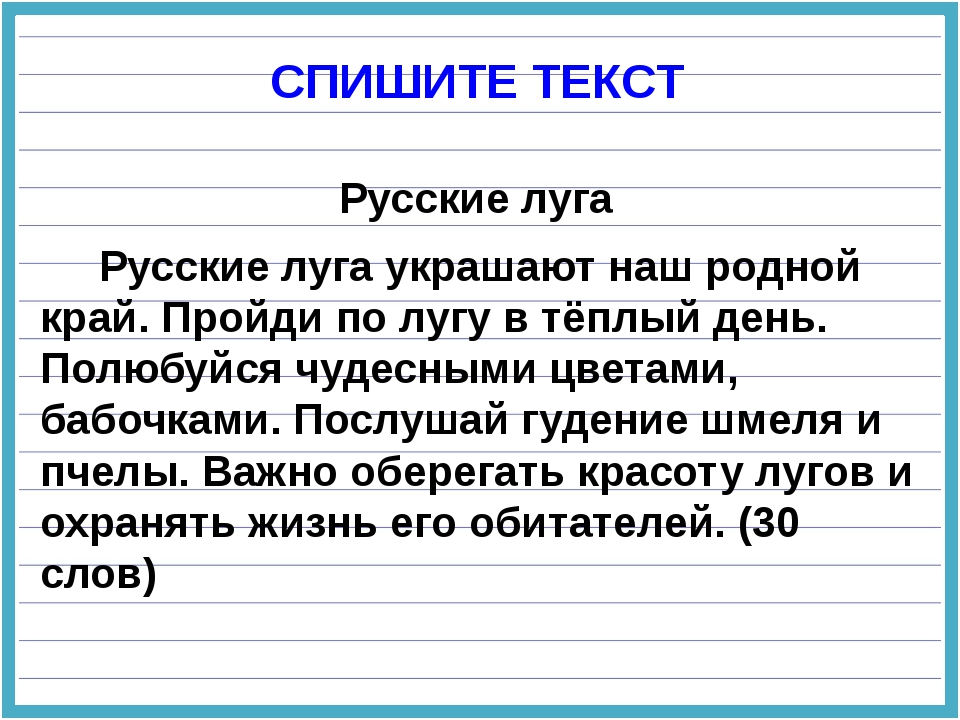 СПИШИТЕ ТЕКСТ
Русские луга
Русские луга украшают наш родной
край. Пройди по лугу в тёплый день.
Полюбуйся чудесными цветами,
бабочками. Послушай гудение шмеля и
пчелы. Важно оберегать красоту лугов и
охранять жизнь его обитателей. (30
слов)